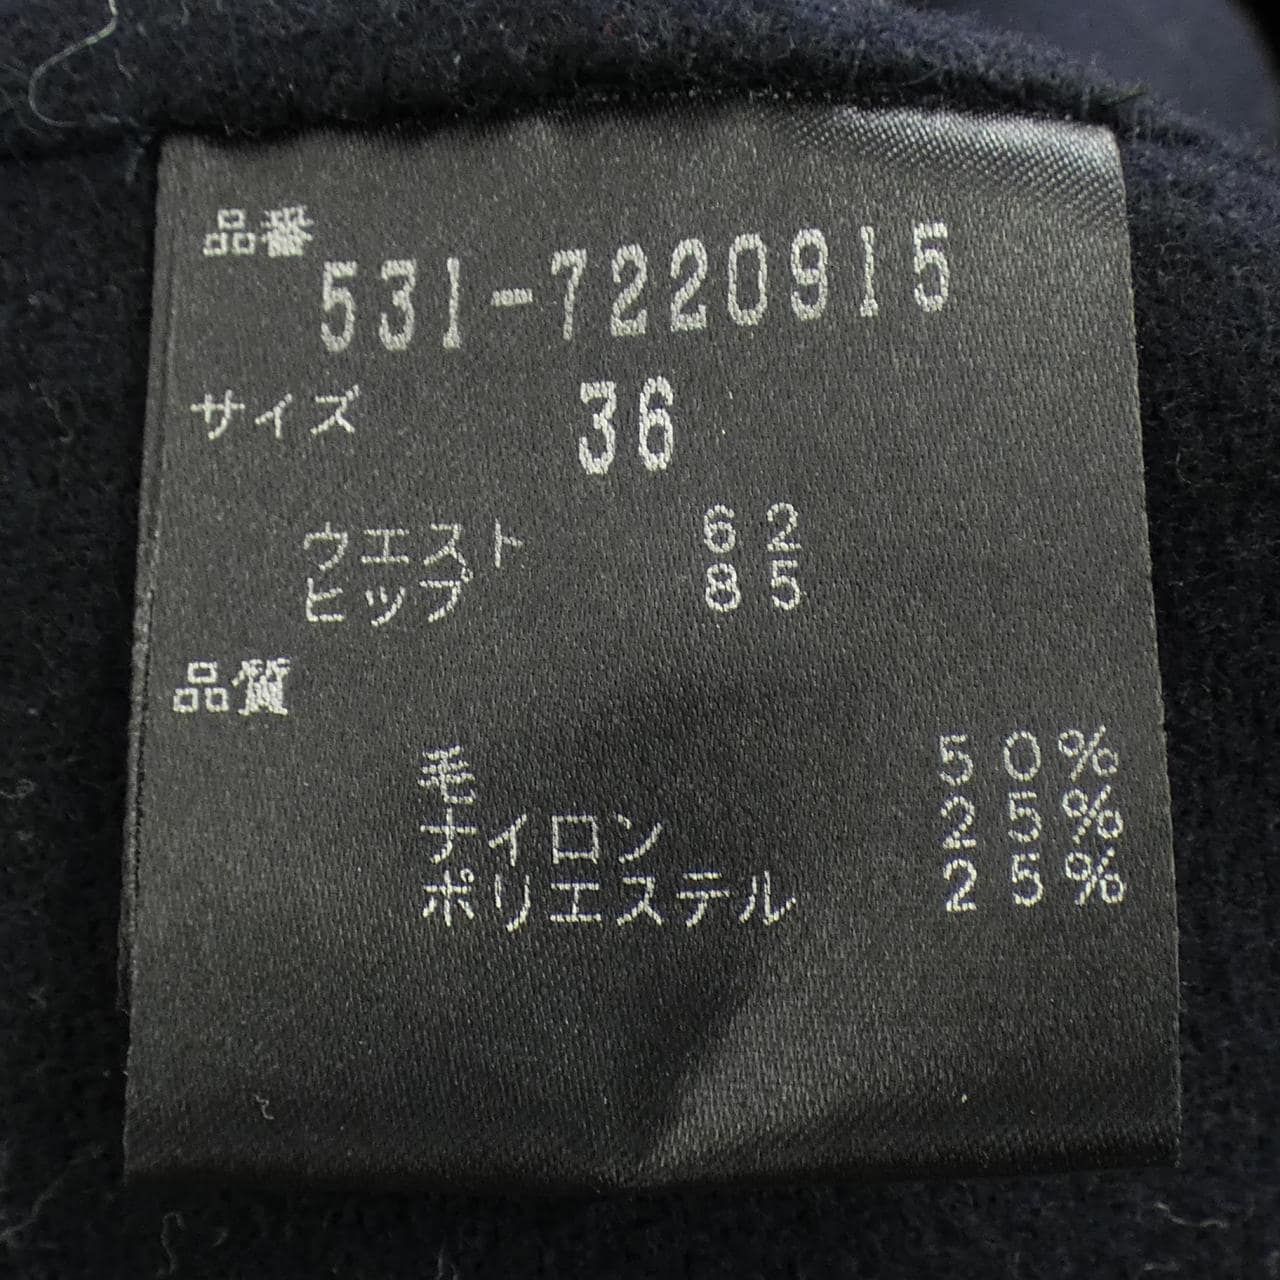 品番
531-7220915
サイズ 36
ウエスト 62
ヒップ 85
品質
毛 50%
ナイロン 25%
ポリエステル 25%